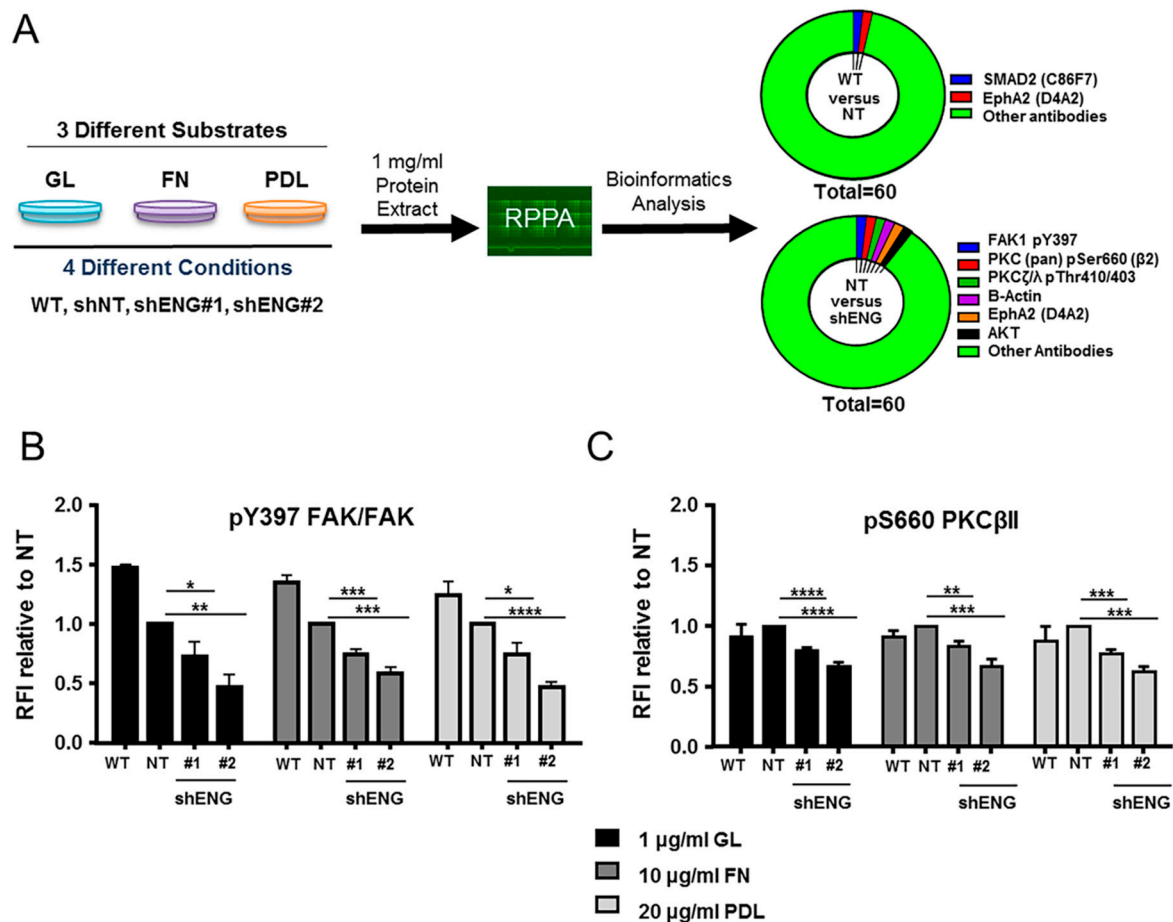 A
3 Different Substrates
GL FN PDL
4 Different Conditions
WT, shNT, shENG#1, shENG#2
1 mg/ml
Protein
Extract
RPPA
Bioinformatics
Analysis
WT
versus
NT
Total=60
SMAD2 (C86F7)
EphA2 (D4A2)
Other antibodies
NT
versus
shENG
Total=60
FAK1 pY397
PKC (pan) pSer660 (β2)
PKCζ/λ pThr410/403
B-Actin
EphA2 (D4A2)
AKT
Other Antibodies
B
pY397 FAK/FAK
RFI relative to NT
2.0
1.5
1.0
0.5
0.0
* *** *
** *** ****
WT NT #1 #2 WT NT #1 #2 WT NT #1 #2
shENG shENG shENG
C
pS660 PKCβII
RFI relative to NT
2.0
1.5
1.0
0.5
0.0
**** ** ***
**** *** ***
WT NT #1 #2 WT NT #1 #2 WT NT #1 #2
shENG shENG shENG
1 µg/ml GL
10 µg/ml FN
20 µg/ml PDL